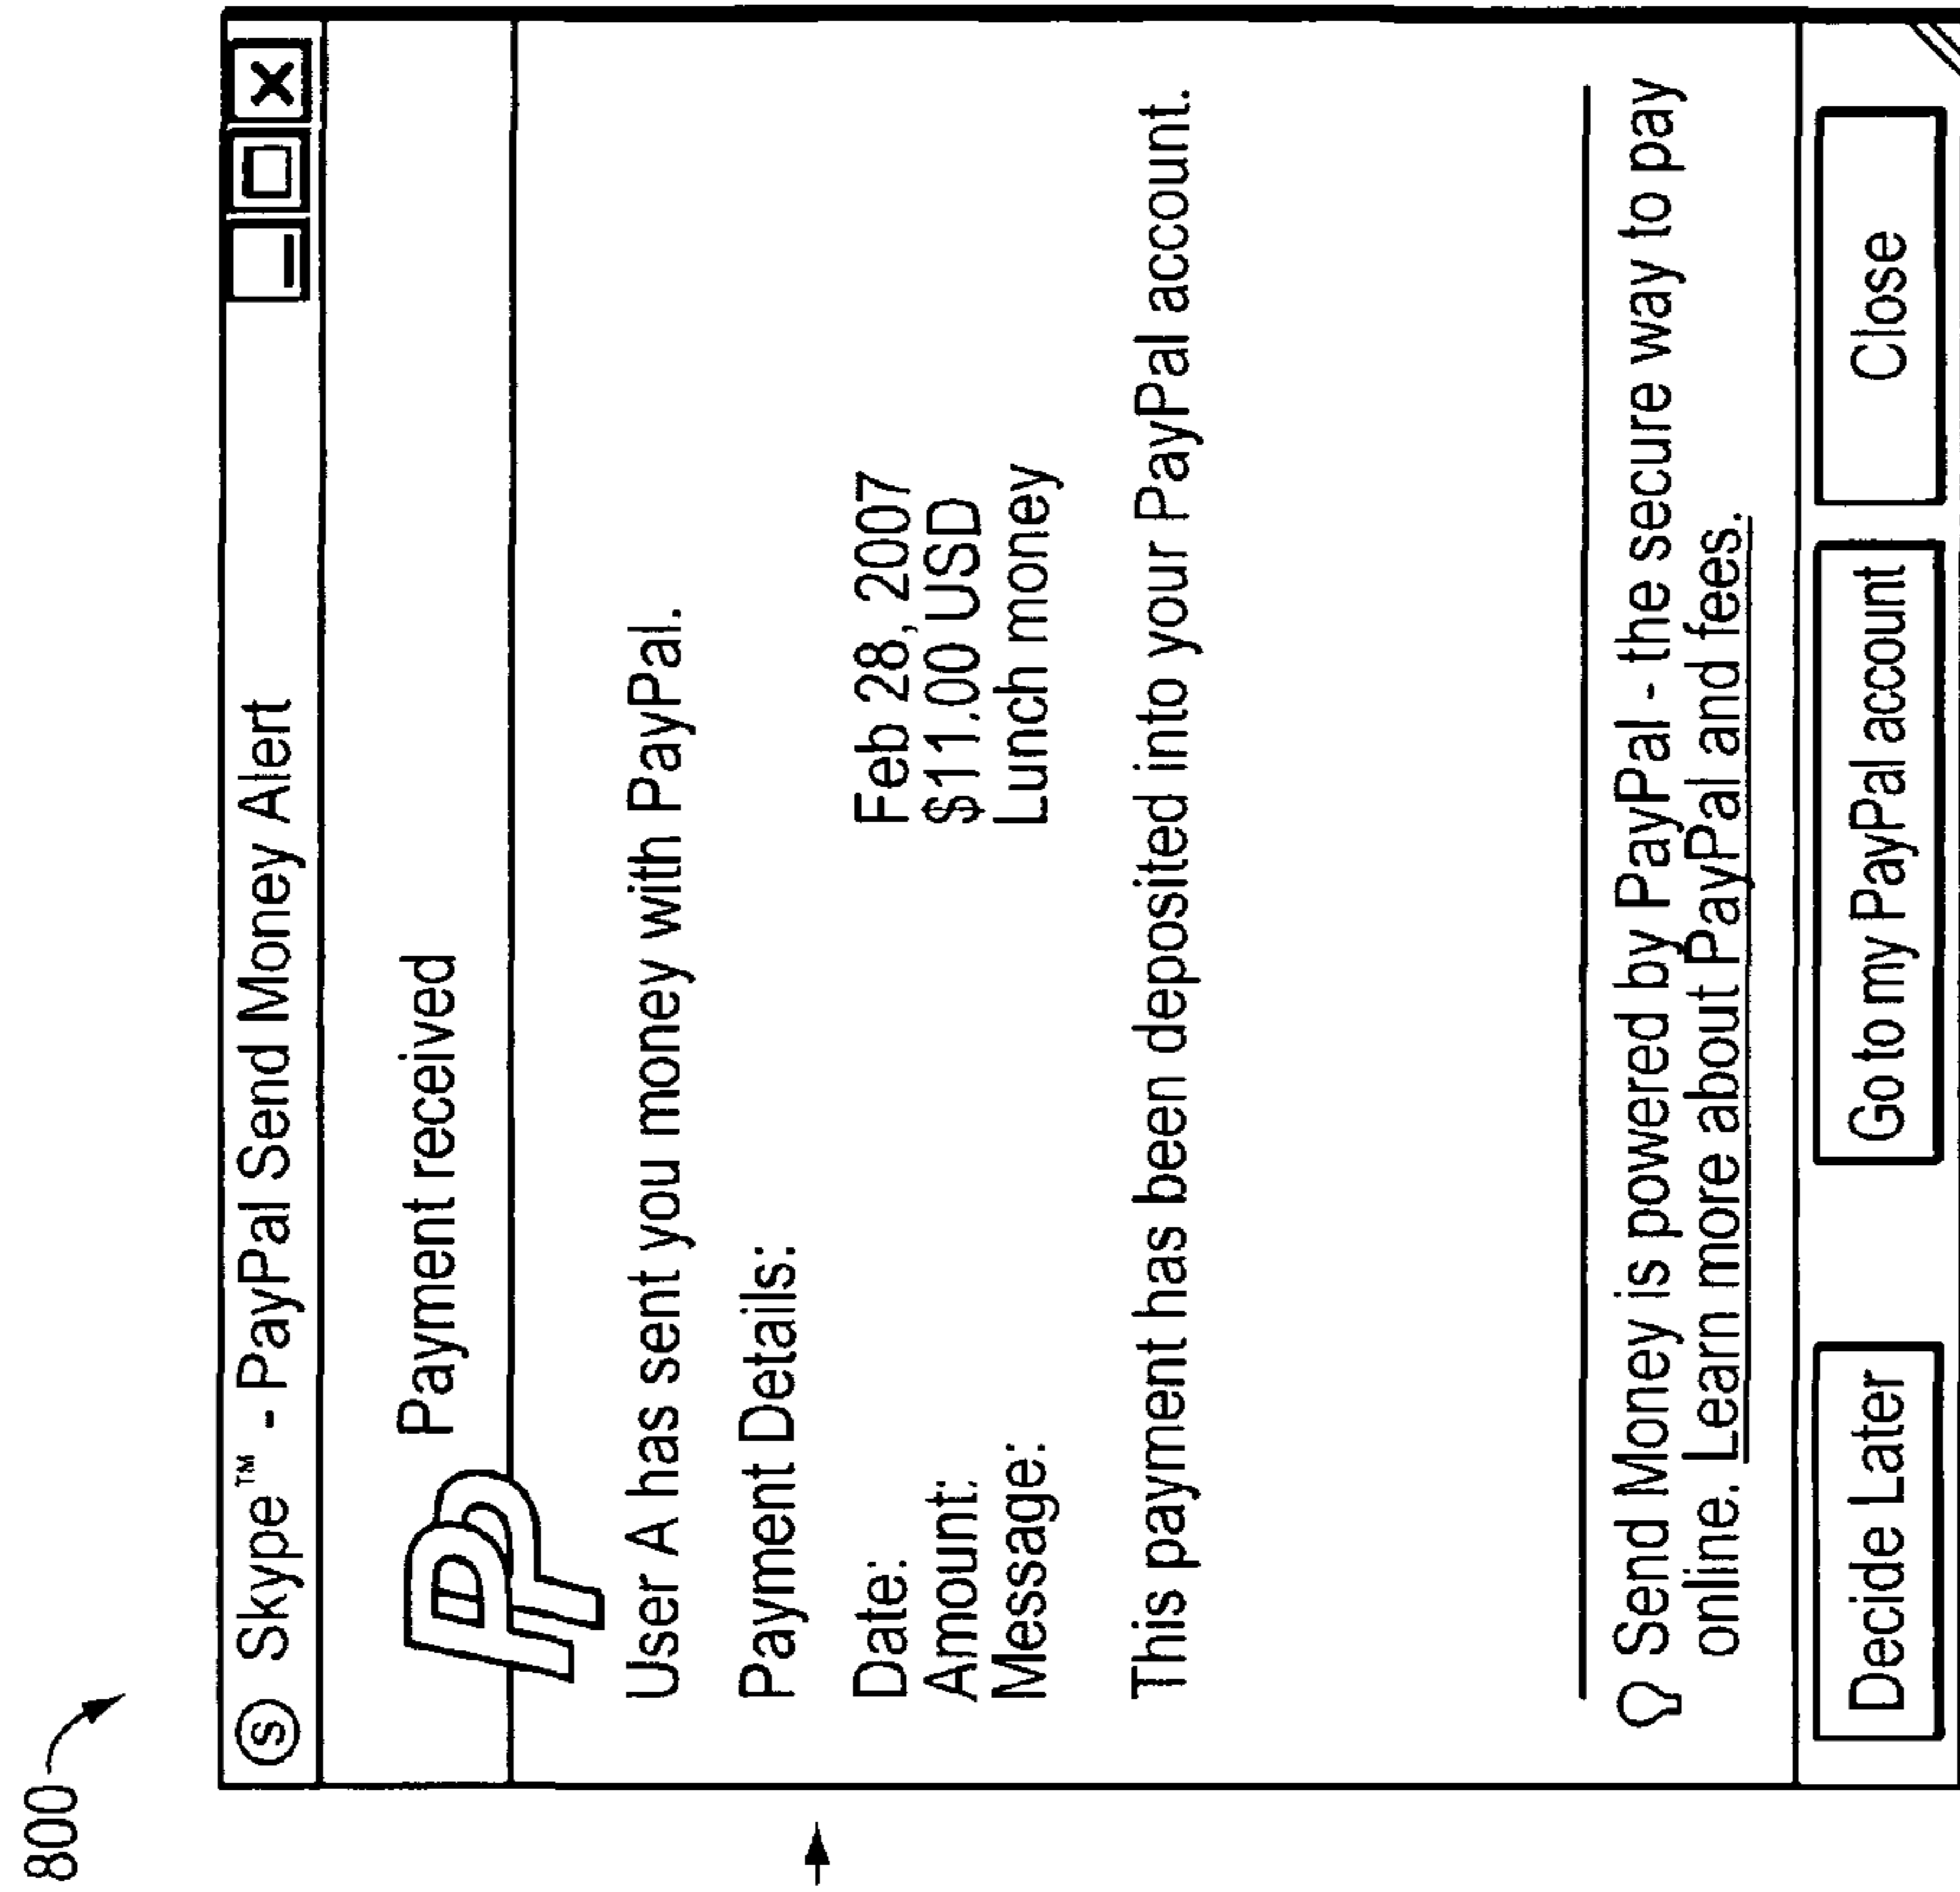 800
Skype™ - PayPal Send Money Alert
Payment received
User A has sent you money with PayPal.
Payment Details:
Date: Feb 28, 2007
Amount: $11.00 USD
Message: Lunch money
This payment has been deposited into your PayPal account.
Send Money is powered by PayPal - the secure way to pay
online. Learn more about PayPal and fees.
Decide Later Go to my PayPal account Close